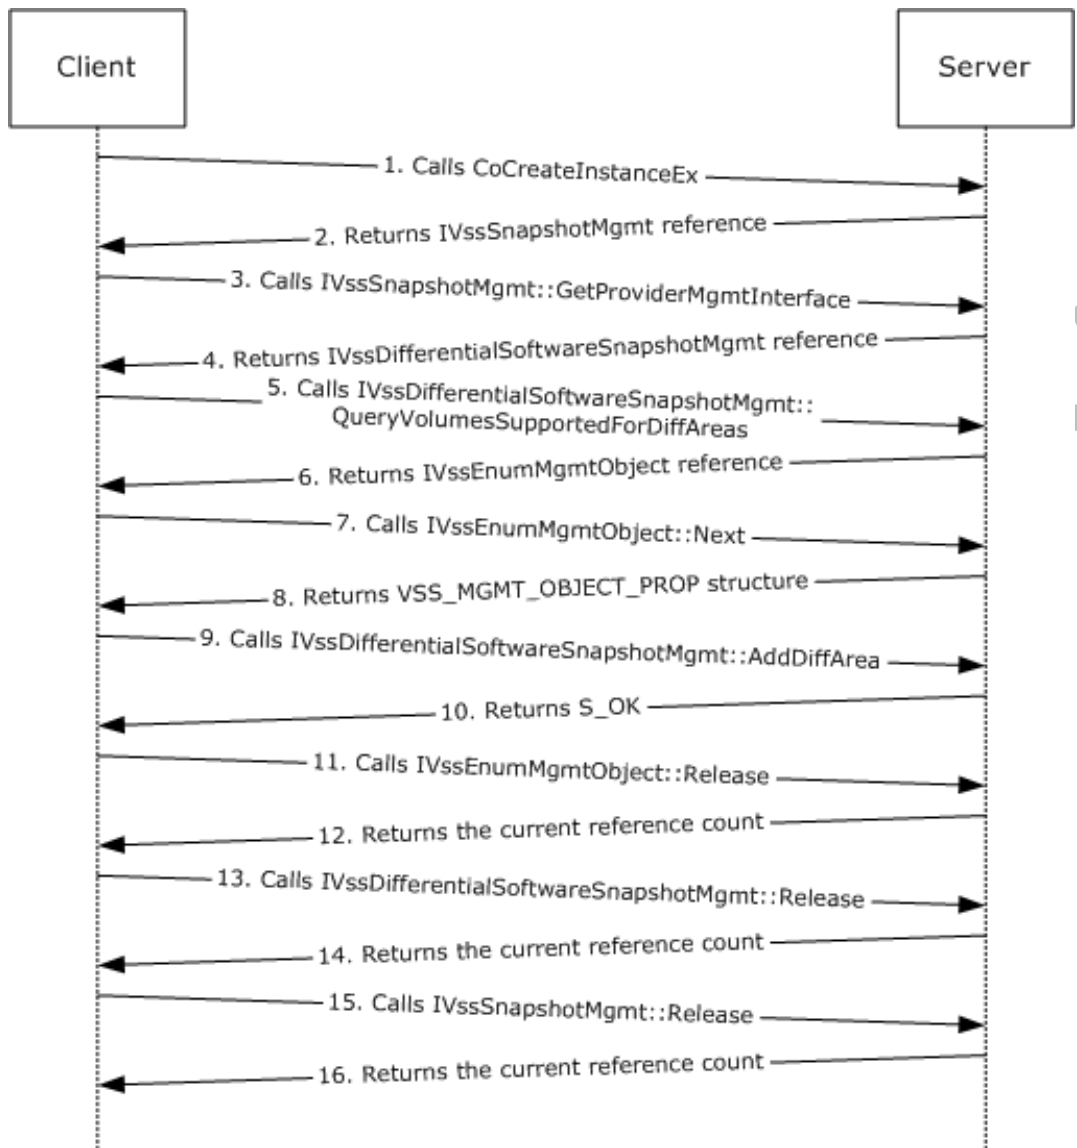 Client
Server
1. Calls CoCreateInstanceEx
2. Returns IVssSnapshotMgmt reference
3. Calls IVssSnapshotMgmt::GetProviderMgmtInterface
4. Returns IVssDifferentialSoftwareSnapshotMgmt reference
5. Calls IVssDifferentialSoftwareSnapshotMgmt::
QueryVolumesSupportedForDiffAreas
6. Returns IVssEnumMgmtObject reference
7. Calls IVssEnumMgmtObject::Next
8. Returns VSS_MGMT_OBJECT_PROP structure
9. Calls IVssDifferentialSoftwareSnapshotMgmt::AddDiffArea
10. Returns S_OK
11. Calls IVssEnumMgmtObject::Release
12. Returns the current reference count
13. Calls IVssDifferentialSoftwareSnapshotMgmt::Release
14. Returns the current reference count
15. Calls IVssSnapshotMgmt::Release
16. Returns the current reference count